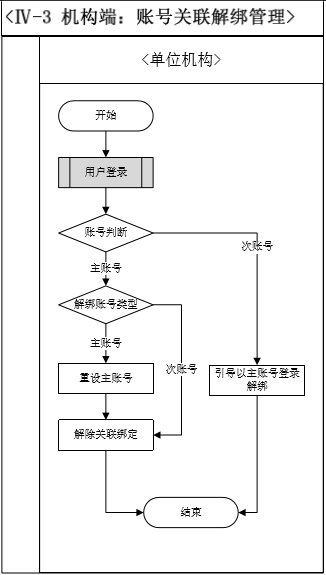 <Ⅳ-3 机构端：账号关联解绑管理>
<单位机构>
开始
用户登录
账号判断
次账号
主账号
解绑账号类型
主账号
次账号
重设主账号
引导以主账号登录
解绑
解除关联绑定
结束